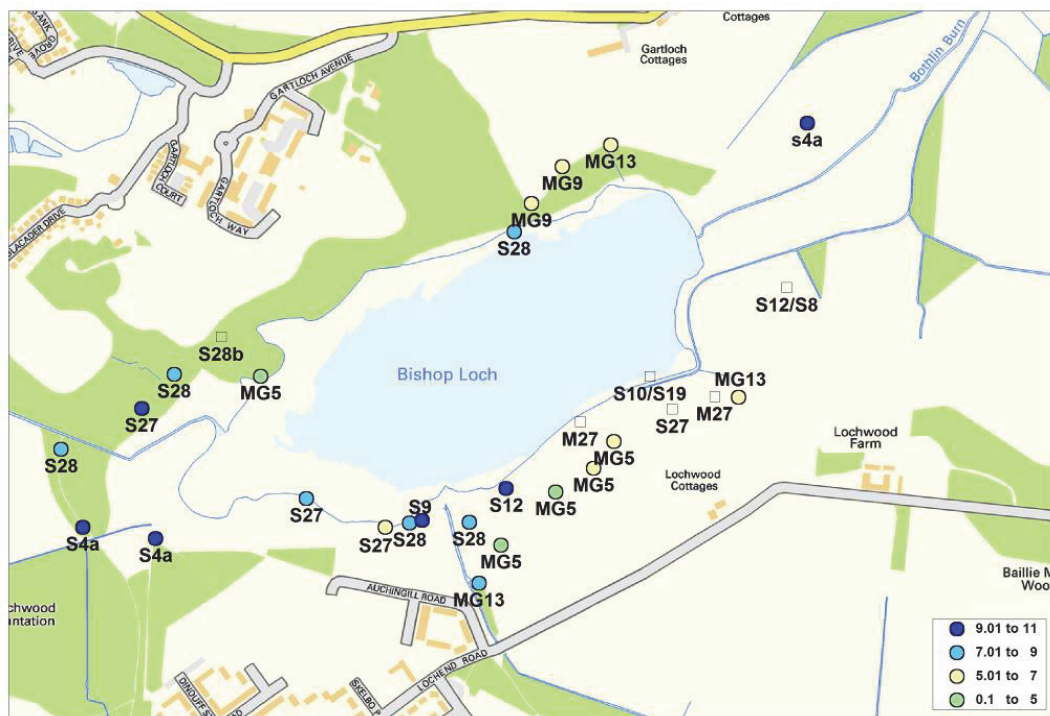 BANK
GROVE
DRIVE
Cottages
Gartloch
Cottages
Bothlin Burn
GARTLOCH AVENUE
s4a
MG13
MG9
GARTLOCH
COURT
GARTLOCH WAY
MG9
S28
S12/S8
S28b
Bishop Loch
S28
MG5
S10/S19
MG13
S27
M27
S27
M27
Lochwood
Farm
S28
MG5
MG5
Lochwood
Cottages
S27
S9
S12
MG5
S4a
S4a
S27
S28
S28
MG5
AUCHINGILL ROAD
MG13
Baillie M
Woo
chwood
antation
LOCHEND ROAD
9.01 to 11
7.01 to 9
5.01 to 7
0.1 to 5